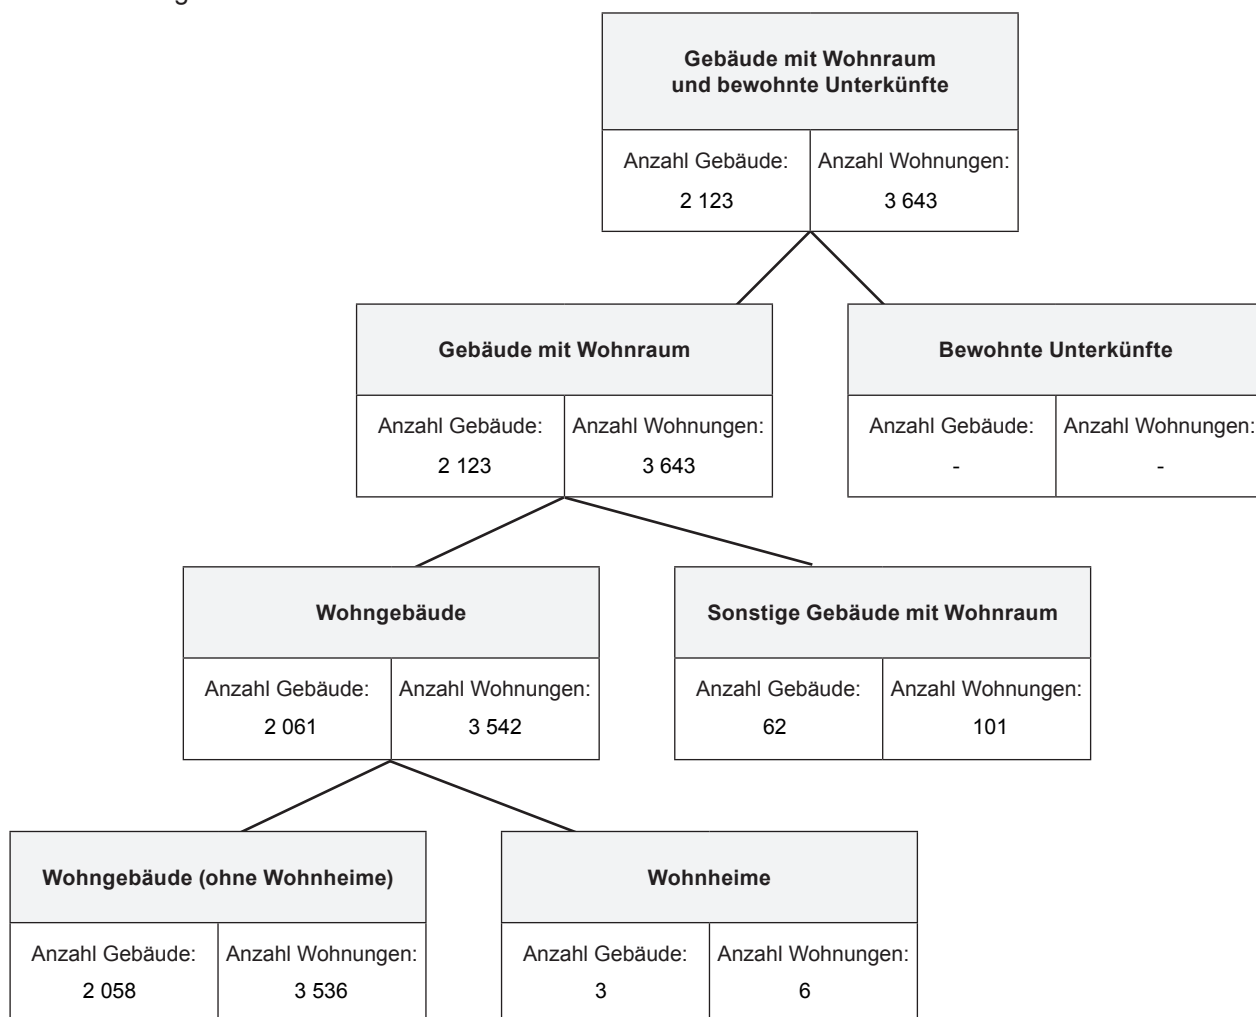 Gebäude mit Wohnraum
und bewohnte Unterkünfte
Anzahl Gebäude: Anzahl Wohnungen:
2 123 3 643
Gebäude mit Wohnraum Bewohnte Unterkünfte
Anzahl Gebäude: Anzahl Wohnungen: Anzahl Gebäude: Anzahl Wohnungen:
2 123 3 643 - -
Wohngebäude Sonstige Gebäude mit Wohnraum
Anzahl Gebäude: Anzahl Wohnungen: Anzahl Gebäude: Anzahl Wohnungen:
2 061 3 542 62 101
Wohngebäude (ohne Wohnheime) Wohnheime
Anzahl Gebäude: Anzahl Wohnungen: Anzahl Gebäude: Anzahl Wohnungen:
2 058 3 536 3 6